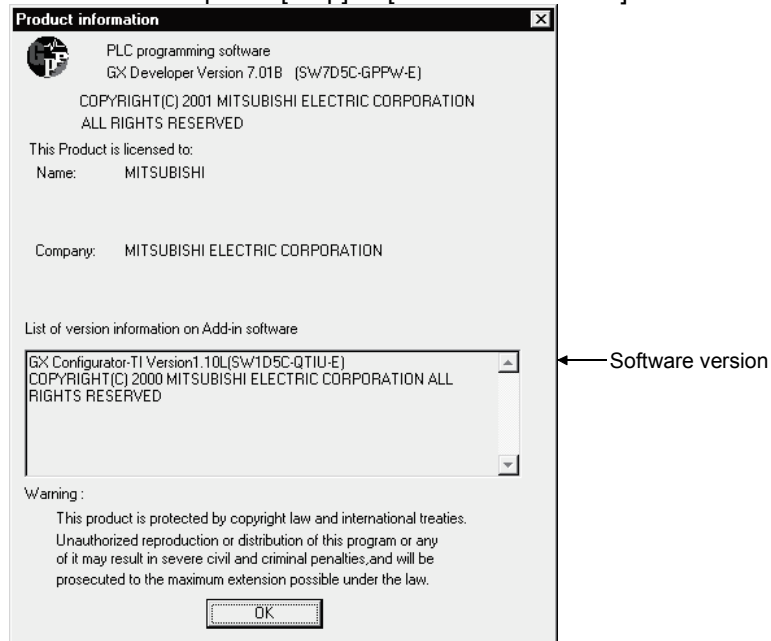 Product information
PLC programming software
GX Developer Version 7.01B (SW7D5C-GPPW-E)
COPYRIGHT(C) 2001 MITSUBISHI ELECTRIC CORPORATION
ALL RIGHTS RESERVED
This Product is licensed to:
Name: MITSUBISHI
Company: MITSUBISHI ELECTRIC CORPORATION
List of version information on Add-in software
GX Configurator-TI Version1.10L(SW1D5C-QTIU-E)
COPYRIGHT(C) 2000 MITSUBISHI ELECTRIC CORPORATION ALL
RIGHTS RESERVED
Software version
Warning :
This product is protected by copyright law and international treaties.
Unauthorized reproduction or distribution of this program or any
of it may result in severe civil and criminal penalties,and will be
prosecuted to the maximum extension possible under the law.
OK